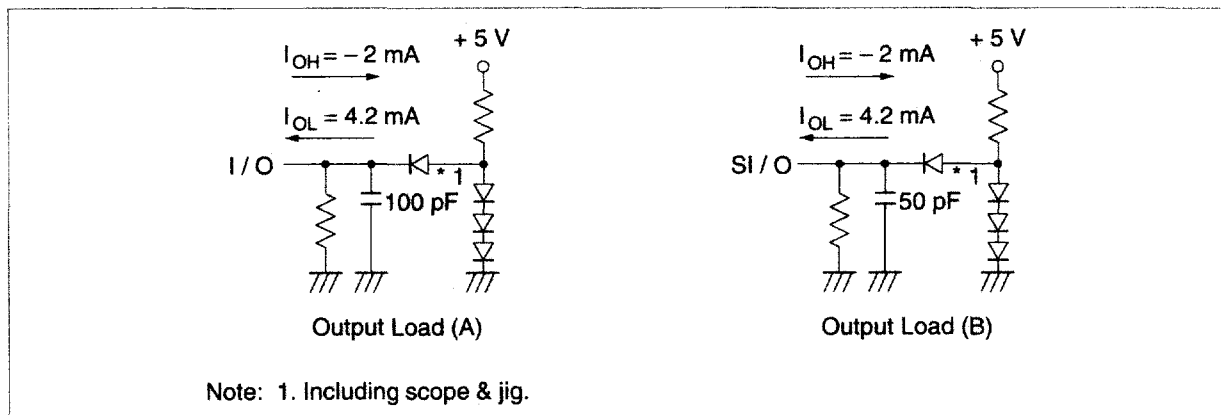 + 5 V
I_OH = – 2 mA
I_OL = 4.2 mA
I / O
* 1
100 pF
Output Load (A)
+ 5 V
I_OH = – 2 mA
I_OL = 4.2 mA
SI / O
* 1
50 pF
Output Load (B)
Note: 1. Including scope & jig.